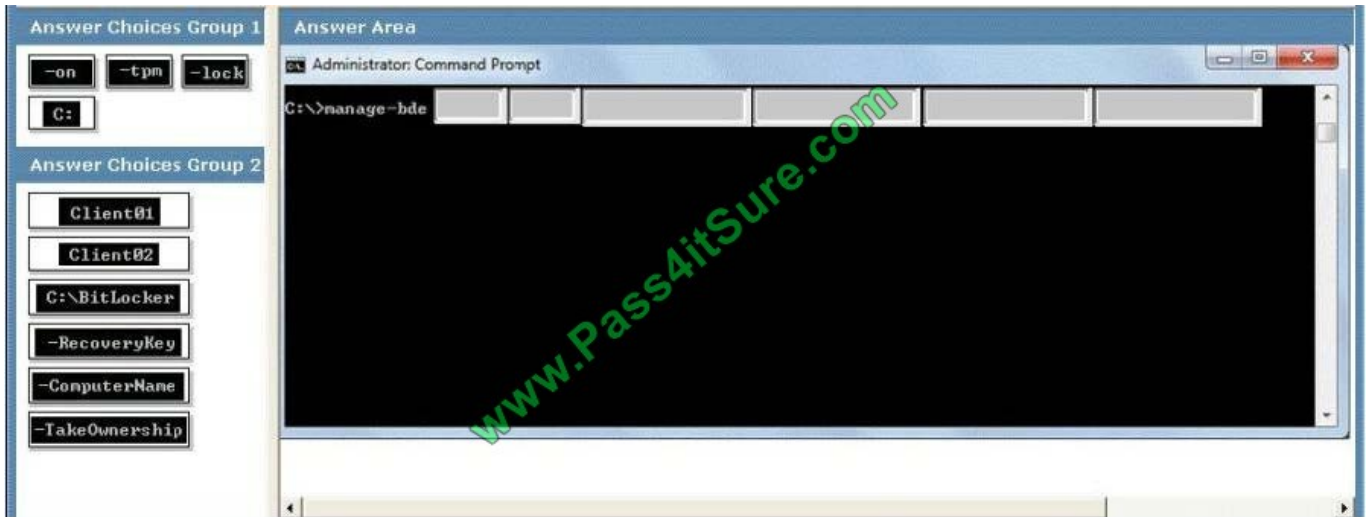 Answer Choices Group 1
-on -tpm -lock
C:
Answer Choices Group 2
Client01
Client02
C:\BitLocker
-RecoveryKey
-ComputerName
-TakeOwnership
Answer Area
Administrator: Command Prompt
C:\>manage-bde
www.Pass4itSure.com